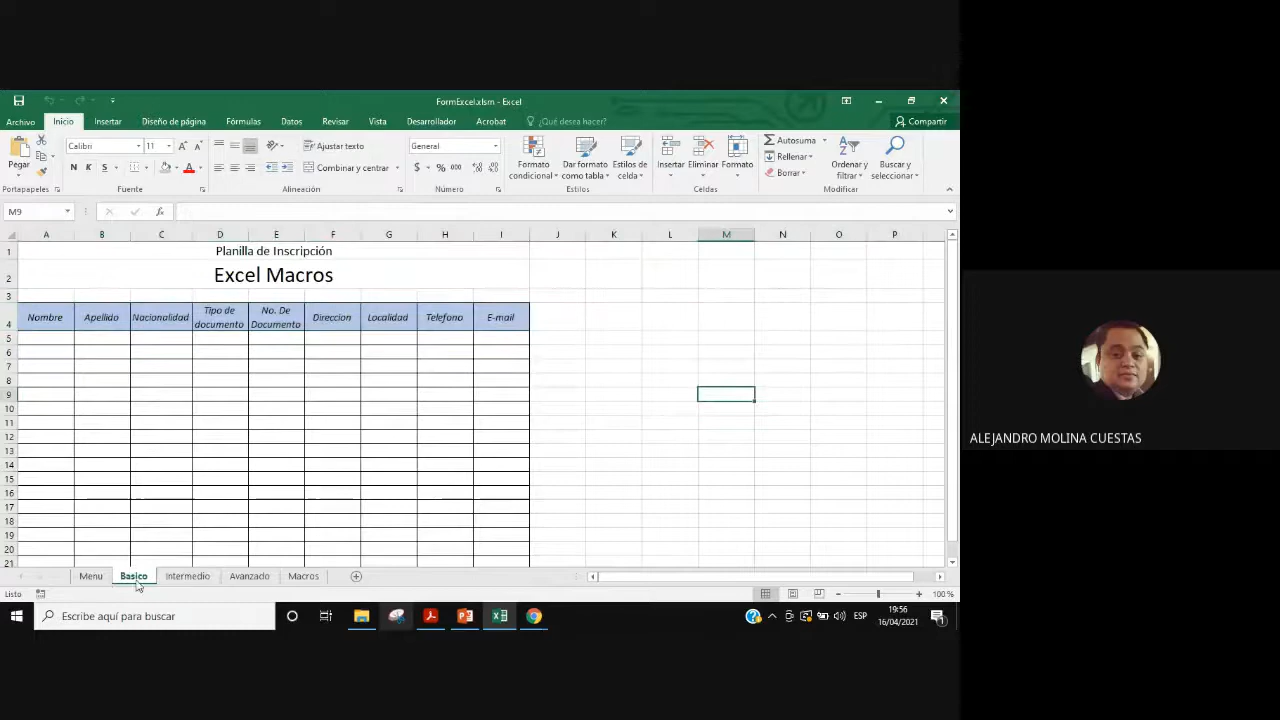 FormExcel.xlsm - Excel
Archivo Inicio Insertar Diseño de página Fórmulas Datos Revisar Vista Desarrollador Acrobat ¿Qué desea hacer? Compartir
Pegar
Portapapeles
Calibri 11
N K S
Fuente
Ajustar texto
Combinar y centrar
Alineación
General
$ % 000
Número
Formato condicional
Dar formato como tabla
Estilos de celda
Estilos
Insertar Eliminar Formato
Celdas
Autosuma
Rellenar
Borrar
Ordenar y filtrar
Buscar y seleccionar
Modificar
M9 fx
A B C D E F G H I J K L M N O P
1 Planilla de Inscripción
2 Excel Macros
3
4 Nombre Apellido Nacionalidad Tipo de documento No. De Documento Direccion Localidad Telefono E-mail
5
6
7
8
9
10
11
12
13
14
15
16
17
18
19
20
21
Menu Basico Intermedio Avanzado Macros
Listo 100 %
Escribe aquí para buscar
ESP
19:56
16/04/2021
ALEJANDRO MOLINA CUESTAS